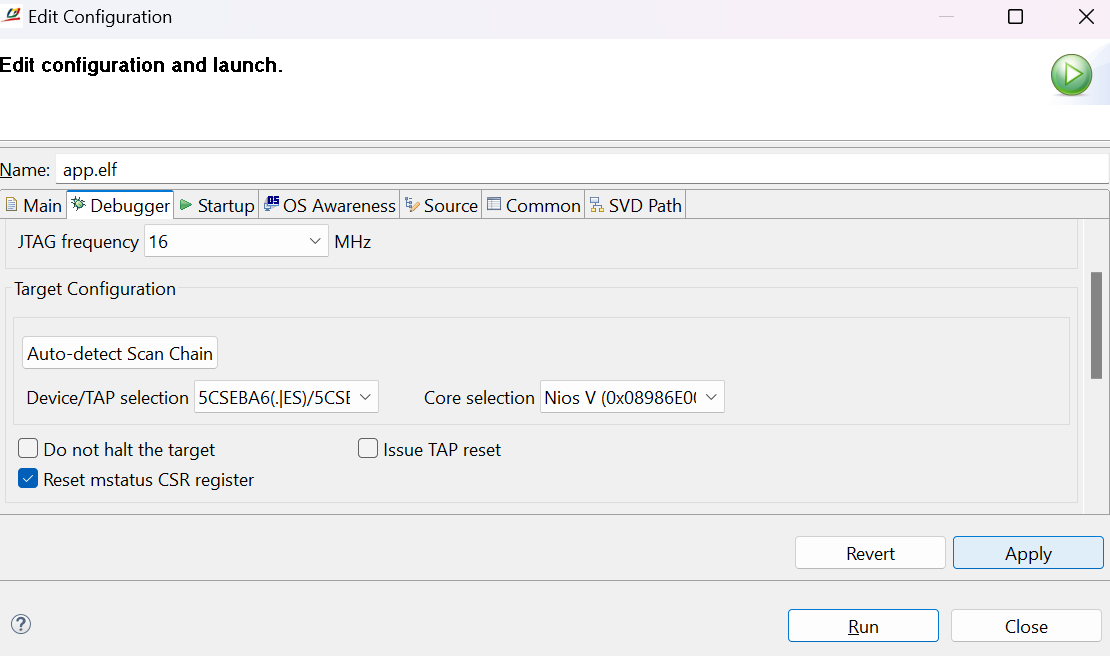 Edit Configuration
Edit configuration and launch.
Name: app.elf
Main Debugger Startup OS Awareness Source Common SVD Path
JTAG frequency 16 MHz
Target Configuration
Auto-detect Scan Chain
Device/TAP selection 5CSEBA6(.|ES)/5CSE Core selection Nios V (0x08986E0(
Do not halt the target Issue TAP reset
Reset mstatus CSR register
Revert Apply
Run Close